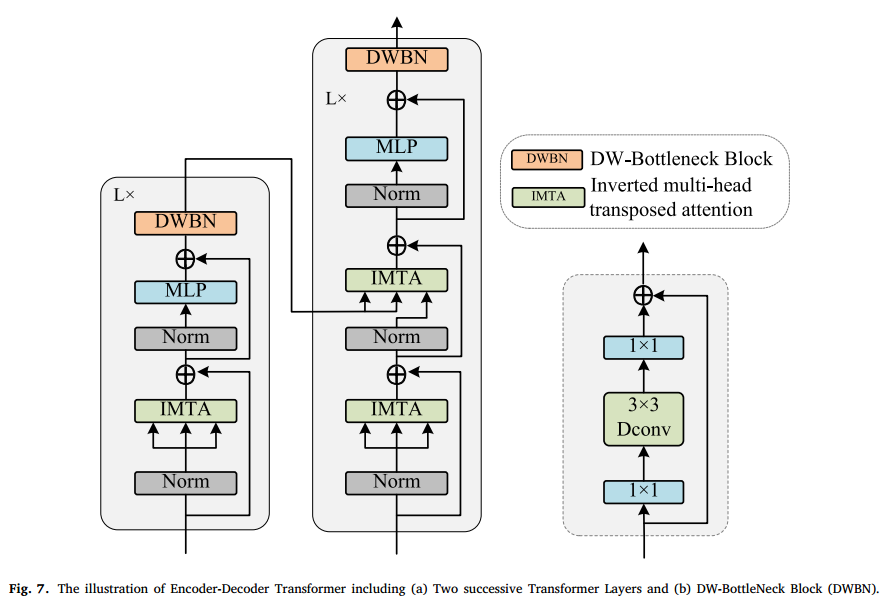 L×
DWBN
MLP
Norm
IMTA
Norm
DWBN
L×
MLP
Norm
IMTA
Norm
IMTA
Norm
DWBN DW-Bottleneck Block
IMTA Inverted multi-head
transposed attention
1×1
3×3
Dconv
1×1
Fig. 7. The illustration of Encoder-Decoder Transformer including (a) Two successive Transformer Layers and (b) DW-BottleNeck Block (DWBN).